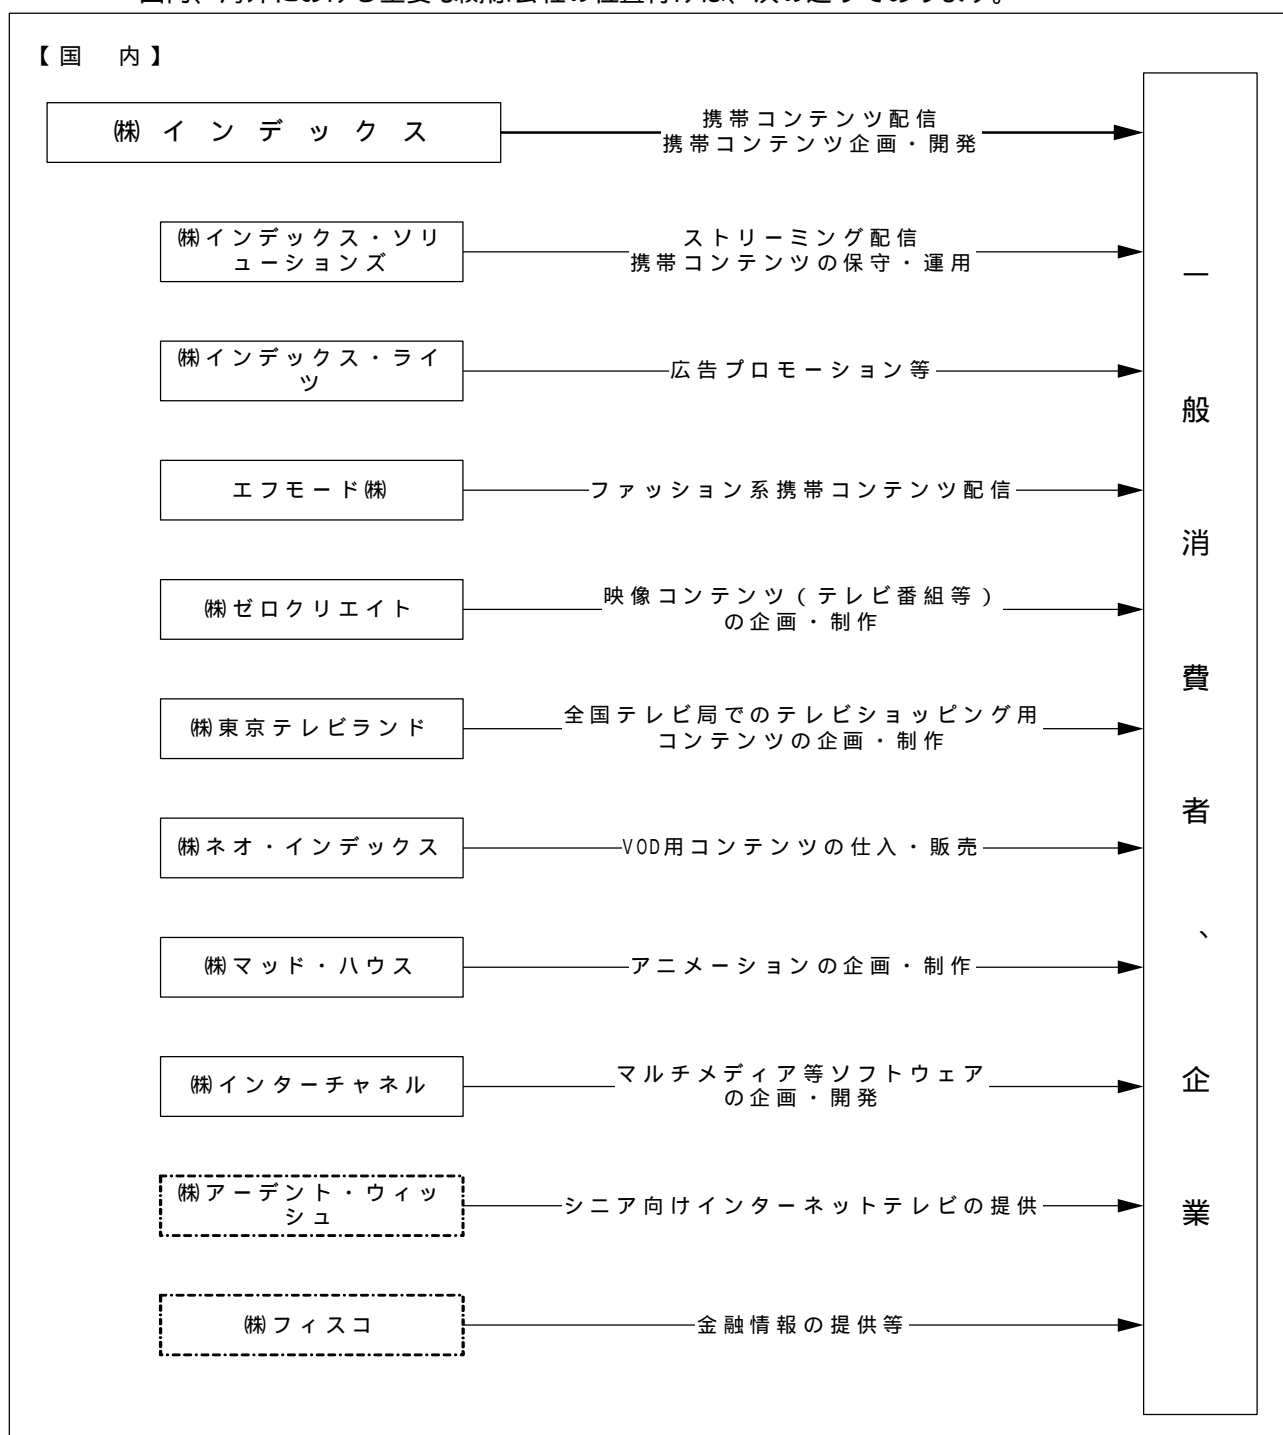 国内、海外における主要な関係会社の位置付けは、次の通りであります。
【国 内】
㈱インデックス
携帯コンテンツ配信
携帯コンテンツ企画・開発
㈱インデックス・ソリ
ューションズ
ストリーミング配信
携帯コンテンツの保守・運用
㈱インデックス・ライ
ツ
広告プロモーション等
エフモード㈱
ファッション系携帯コンテンツ配信
㈱ゼロクリエイト
映像コンテンツ(テレビ番組等)
の企画・制作
㈱東京テレビランド
全国テレビ局でのテレビショッピング用
コンテンツの企画・制作
㈱ネオ・インデックス
VOD用コンテンツの仕入・販売
㈱マッド・ハウス
アニメーションの企画・制作
㈱インターチャネル
マルチメディア等ソフトウェア
の企画・開発
㈱アーデント・ウィッ
シュ
シニア向けインターネットテレビの提供
㈱フィスコ
金融情報の提供等
一般消費者、企業